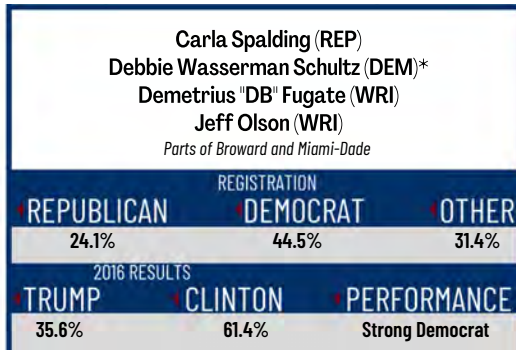 Carla Spalding (REP)
Debbie Wasserman Schultz (DEM)*
Demetrius "DB" Fugate (WRI)
Jeff Olson (WRI)
Parts of Broward and Miami-Dade
REGISTRATION
REPUBLICAN DEMOCRAT OTHER
24.1% 44.5% 31.4%
2016 RESULTS
TRUMP CLINTON PERFORMANCE
35.6% 61.4% Strong Democrat